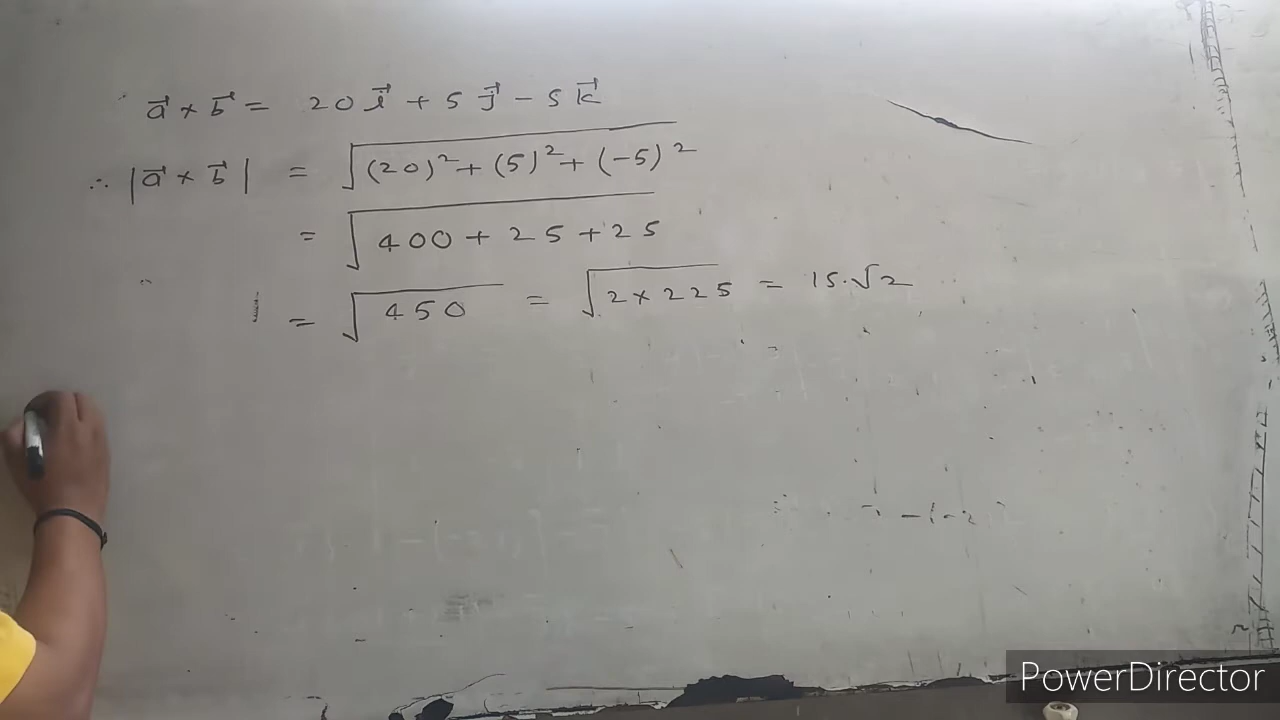 a⃗ × b⃗ = 20 i⃗ + 5 j⃗ − 5 k⃗
∴ |a⃗ × b⃗| = √(20)² + (5)² + (−5)²
= √400 + 25 + 25
= √450 = √2 × 225 = 15.√2
PowerDirector